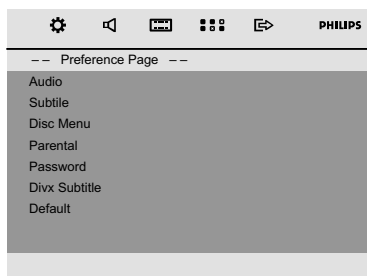 PHILIPS
-- Preference Page --
Audio
Subtile
Disc Menu
Parental
Password
Divx Subtitle
Default